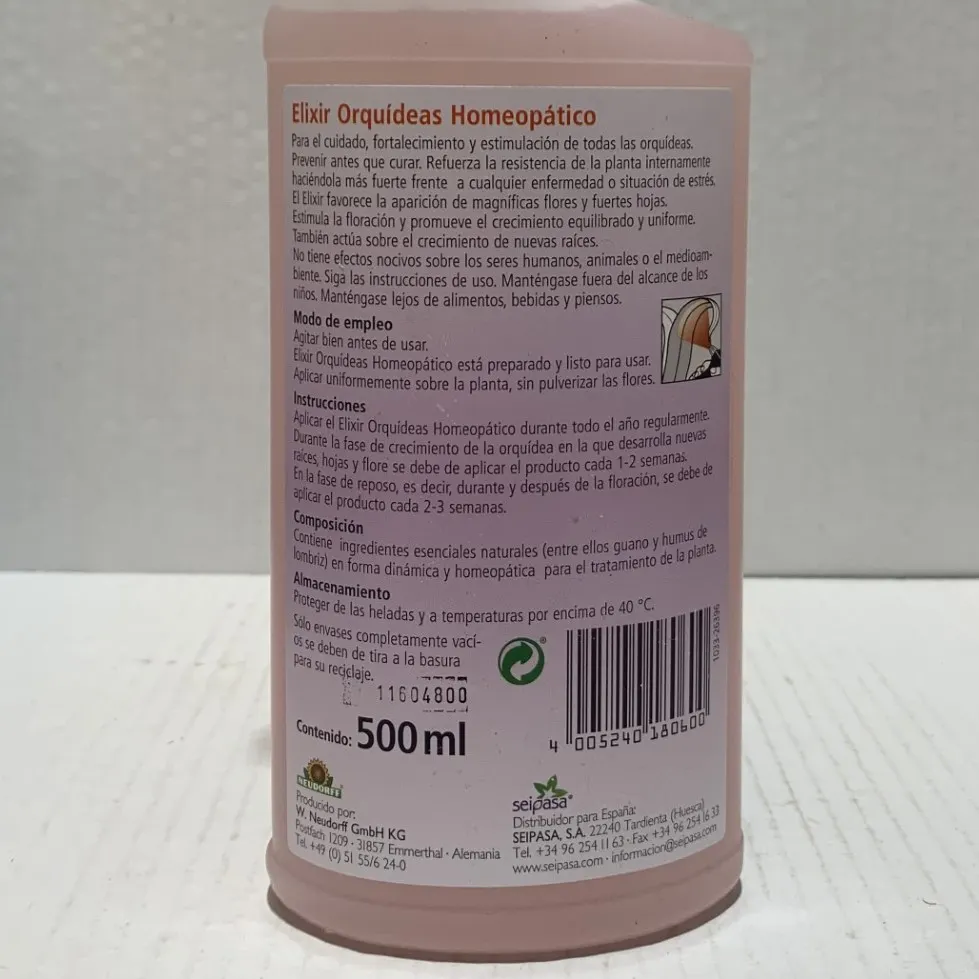 Elixir Orquídeas Homeopático
Para el cuidado, fortalecimiento y estimulación de todas las orquídeas.
Prevenir antes que curar. Refuerza la resistencia de la planta internamente
haciéndola más fuerte frente a cualquier enfermedad o situación de estrés.
El Elixir favorece la aparición de magníficas flores y fuertes hojas.
Estimula la floración y promueve el crecimiento equilibrado y uniforme.
También actúa sobre el crecimiento de nuevas raíces.
No tiene efectos nocivos sobre los seres humanos, animales o el medioam-
biente. Siga las instrucciones de uso. Manténgase fuera del alcance de los
niños. Manténgase lejos de alimentos, bebidas y piensos.
Modo de empleo
Agitar bien antes de usar.
Elixir Orquídeas Homeopático está preparado y listo para usar.
Aplicar uniformemente sobre la planta, sin pulverizar las flores.
Instrucciones
Aplicar el Elixir Orquídeas Homeopático durante todo el año regularmente.
Durante la fase de crecimiento de la orquídea en la que desarrolla nuevas
raíces, hojas y flore se debe de aplicar el producto cada 1-2 semanas.
En la fase de reposo, es decir, durante y después de la floración, se debe de
aplicar el producto cada 2-3 semanas.
Composición
Contiene ingredientes esenciales naturales (entre ellos guano y humus de
lombriz) en forma dinámica y homeopática para el tratamiento de la planta.
Almacenamiento
Proteger de las heladas y a temperaturas por encima de 40 °C.
Sólo envases completamente vací-
os se deben de tira a la basura
para su reciclaje.
11604800
1033-26396
4 005240 180600
Contenido: 500 ml
NEUDORFF
Producido por:
W. Neudorff GmbH KG
Postfach 1209 · 31857 Emmerthal · Alemania
Tel. +49 (0) 51 55/6 24-0
seipasa®
Distribuidor para España:
SEIPASA, S.A. 22240 Tardienta (Huesca)
Tel. +34 96 254 11 63 · Fax +34 96 254 16 33
www.seipasa.com · informacion@seipasa.com